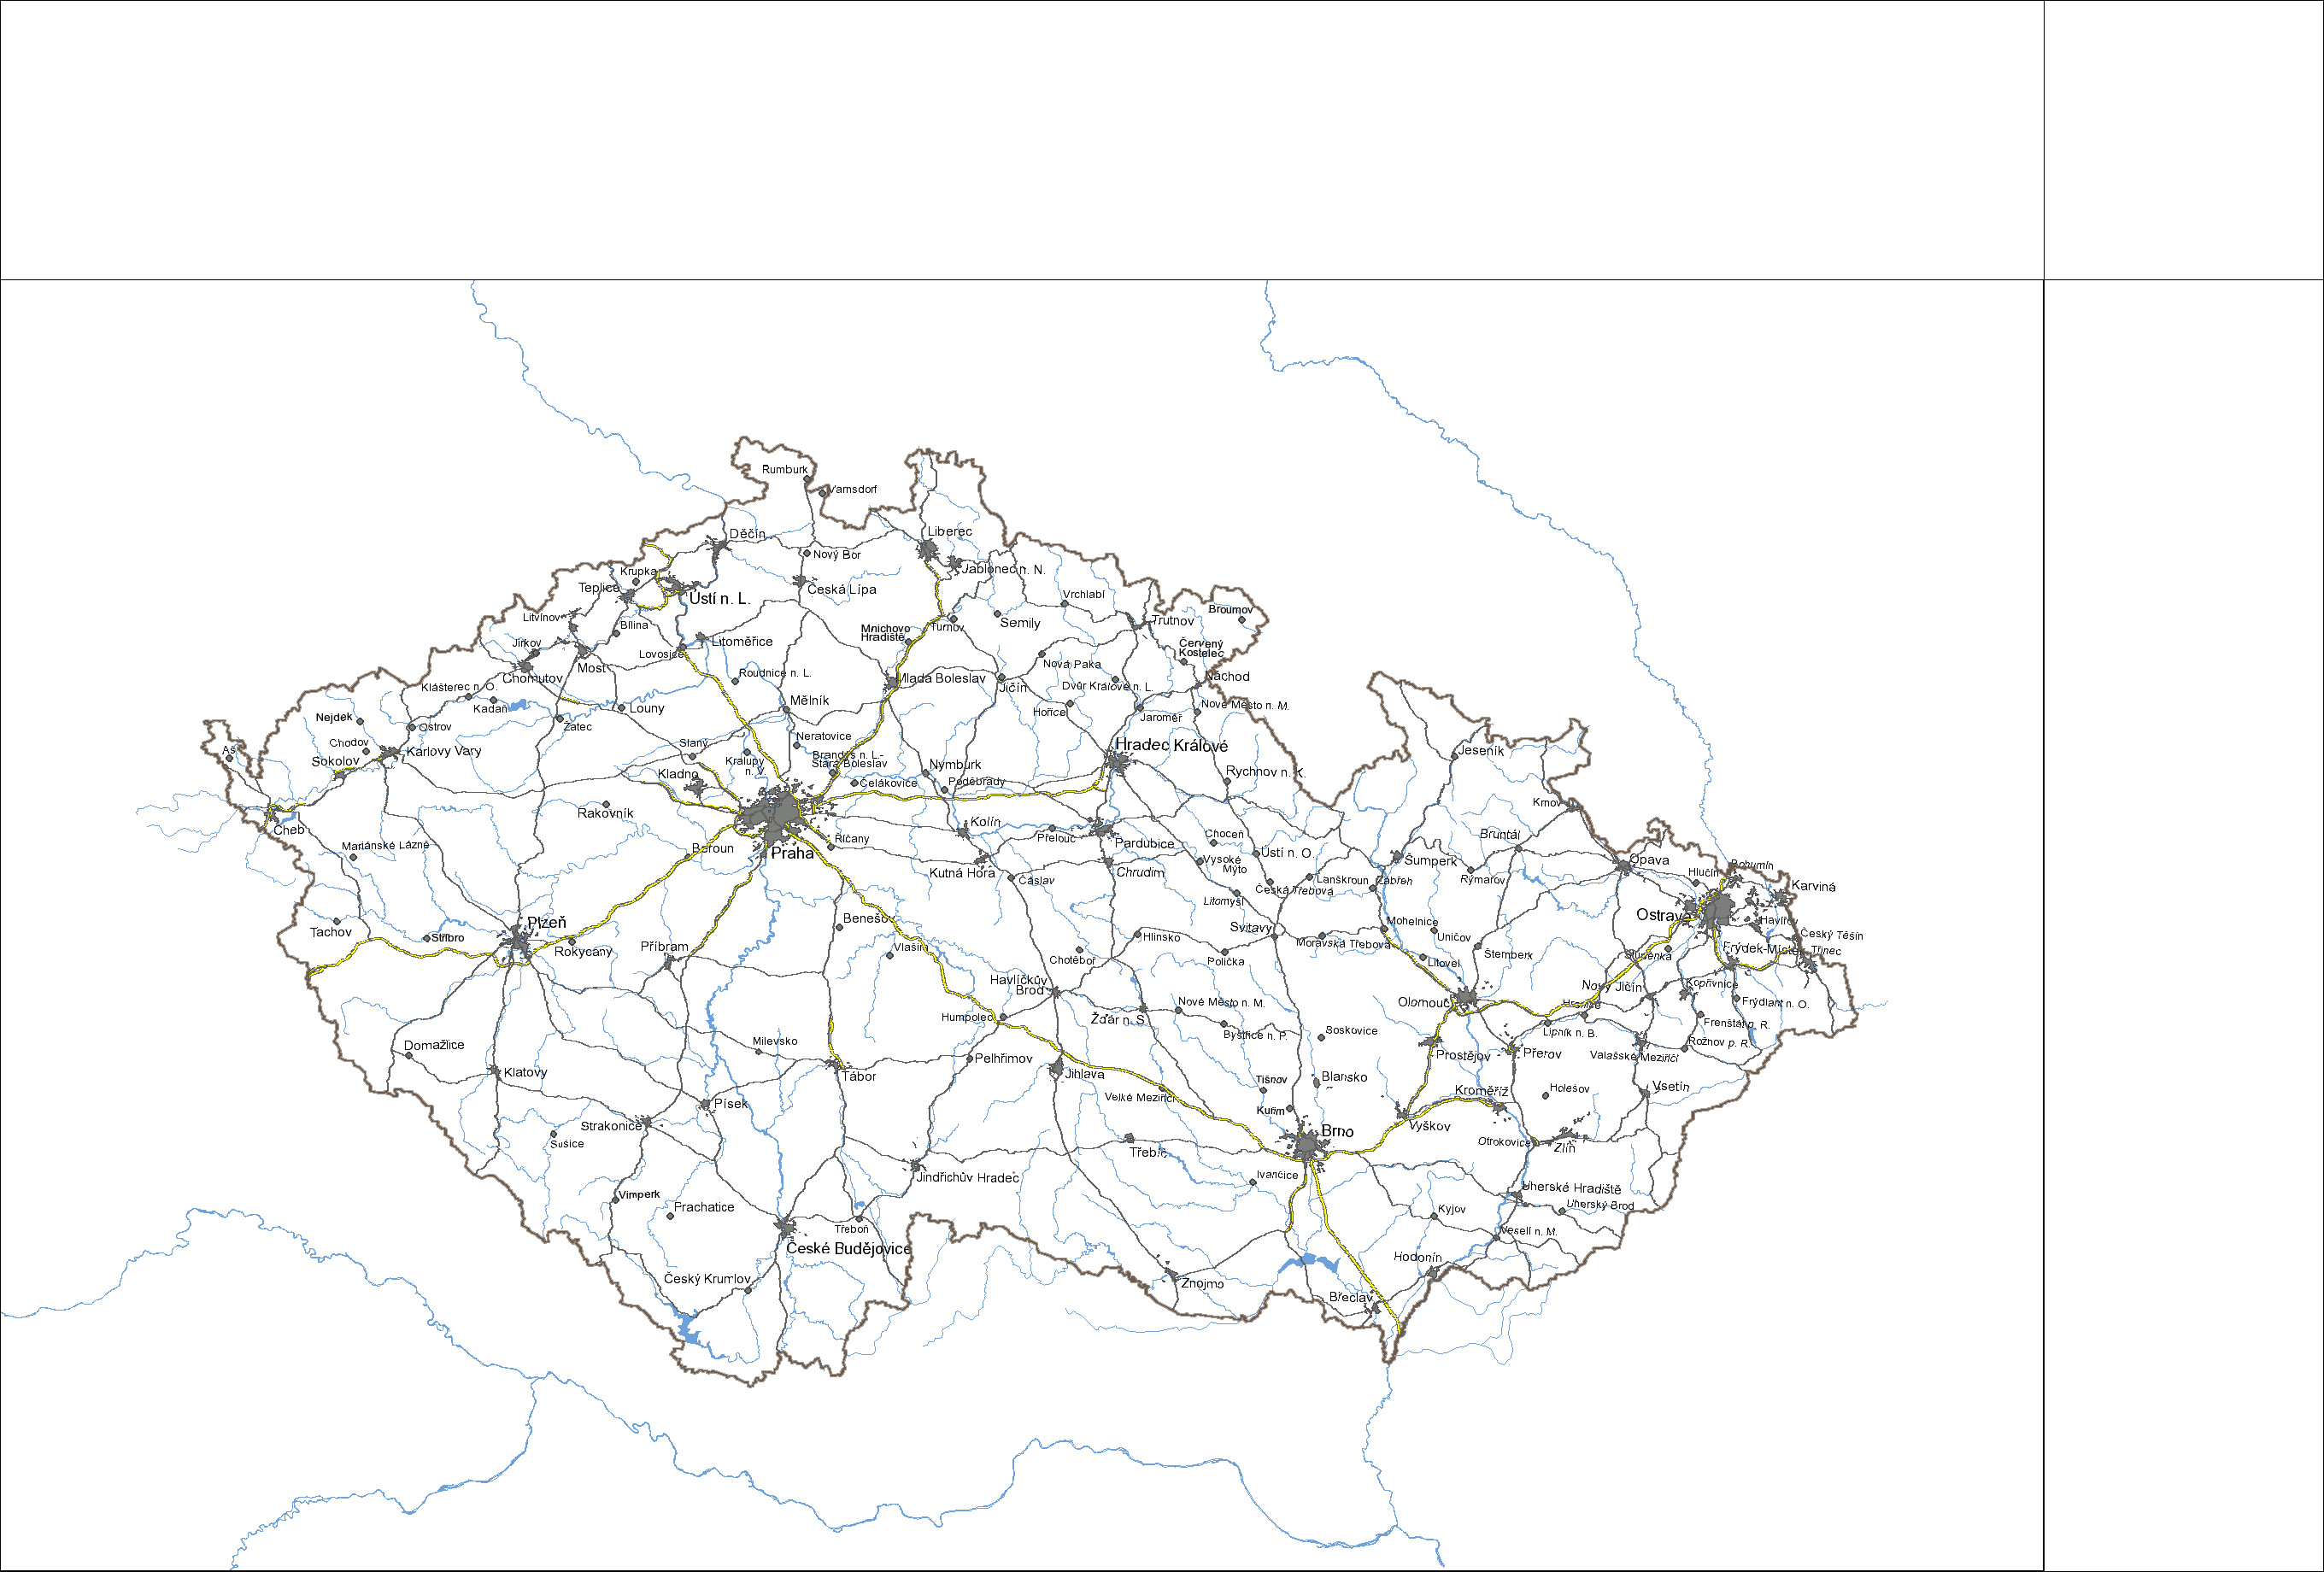 Rumburk
Varnsdorf
Děčín
Liberec
Nový Bor
Jablonec n. N.
Krupka
Teplice
Ústí n. L.
Česká Lípa
Vrchlabí
Broumov
Litvínov
Bílina
Mnichovo
Hradiště
Turnov
Semily
Trutnov
Jirkov
Litoměřice
Lovosice
Most
Červený
Kostelec
Nová Paka
Chomutov
Roudnice n. L.
Mladá Boleslav
Jičín
Dvůr Králové n. L.
Náchod
Klášterec n. O.
Kadaň
Louny
Mělník
Hořice
Jaroměř
Nové Město n. M.
Nejdek
Ostrov
Žatec
Aš
Chodov
Karlovy Vary
Sokolov
Slaný
Neratovice
Kralupy
n. V.
Brandýs n. L.-
Stará Boleslav
Hradec Králové
Jeseník
Kladno
Čelákovice
Nymburk
Poděbrady
Rychnov n. K.
Krnov
Rakovník
Cheb
Kolín
Mariánské Lázně
Beroun
Praha
Říčany
Přelouč
Pardubice
Choceň
Ústí n. O.
Bruntál
Vysoké
Mýto
Šumperk
Opava
Bohumín
Kutná Hora
Čáslav
Chrudim
Česká Třebová
Lanškroun
Zábřeh
Rýmařov
Hlučín
Karviná
Litomyšl
Tachov
Stříbro
Plzeň
Rokycany
Příbram
Benešov
Vlašim
Svitavy
Mohelnice
Ostrava
Havířov
Hlinsko
Moravská Třebová
Uničov
Český Těšín
Chotěboř
Polička
Litovel
Šternberk
Studénka
Frýdek-Místek
Třinec
Havlíčkův
Brod
Humpolec
Žďár n. S.
Nové Město n. M.
Olomouc
Hranice
Nový Jičín
Kopřivnice
Frýdlant n. O.
Domažlice
Milevsko
Bystřice n. P.
Boskovice
Lipník n. B.
Frenštát p. R.
Klatovy
Tábor
Pelhřimov
Jihlava
Prostějov
Přerov
Valašské Meziříčí
Rožnov p. R.
Písek
Velké Meziříčí
Tišnov
Blansko
Kroměříž
Holešov
Vsetín
Strakonice
Sušice
Kuřim
Brno
Vyškov
Otrokovice
Zlín
Třebíč
Jindřichův Hradec
Ivančice
Vimperk
Prachatice
Uherské Hradiště
Třeboň
Kyjov
Uherský Brod
České Budějovice
Veselí n. M.
Český Krumlov
Hodonín
Znojmo
Břeclav